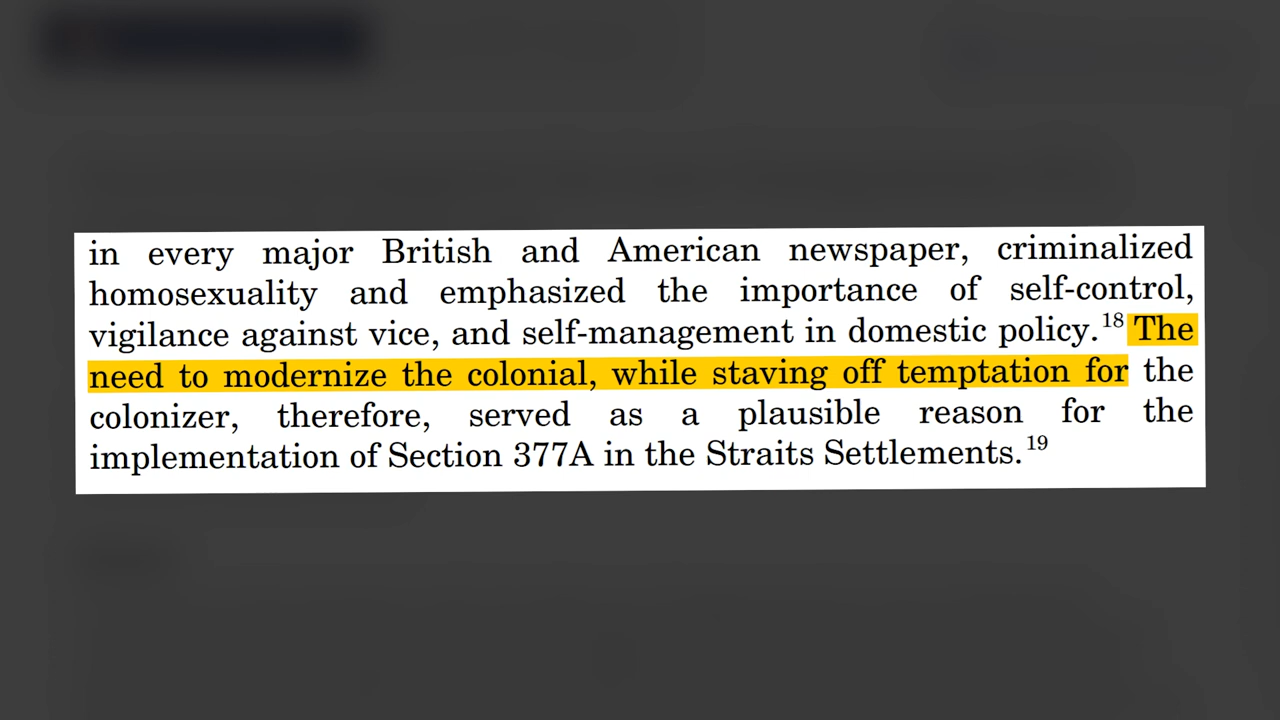 in every major British and American newspaper, criminalized
homosexuality and emphasized the importance of self-control,
vigilance against vice, and self-management in domestic policy.18 The
need to modernize the colonial, while staving off temptation for the
colonizer, therefore, served as a plausible reason for the
implementation of Section 377A in the Straits Settlements.19